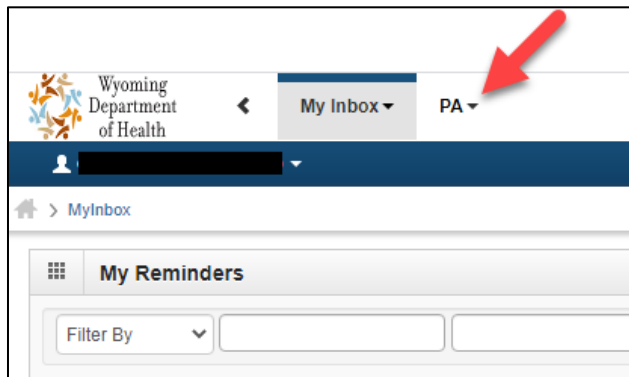 Wyoming
Department
of Health
My Inbox
PA
MyInbox
My Reminders
Filter By